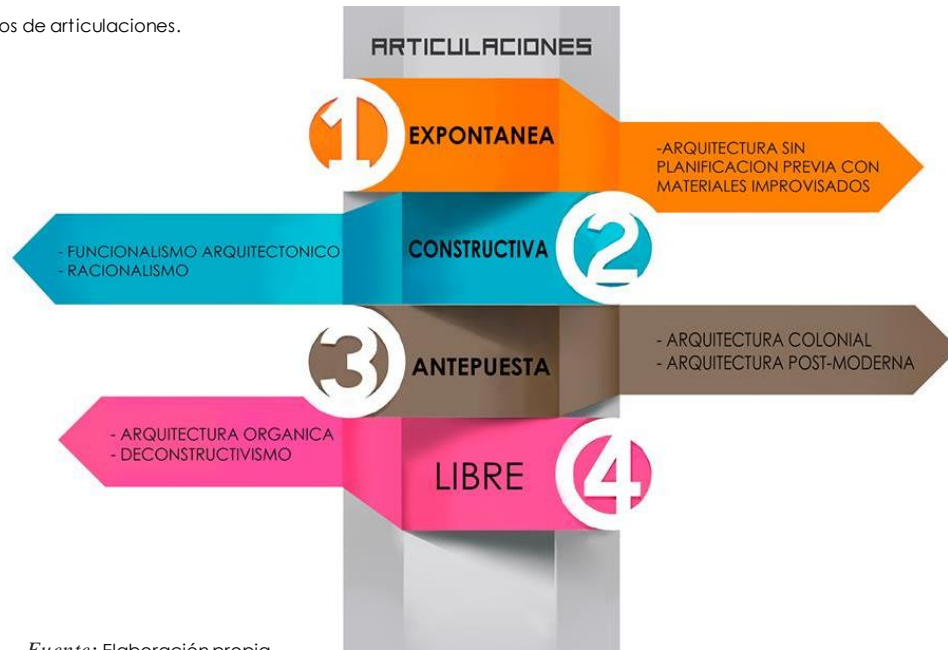 os de articulaciones.
ARTICULACIONES
1
EXPONTANEA
-ARQUITECTURA SIN
PLANIFICACION PREVIA CON
MATERIALES IMPROVISADOS
2
CONSTRUCTIVA
- FUNCIONALISMO ARQUITECTONICO
- RACIONALISMO
3
ANTEPUESTA
- ARQUITECTURA COLONIAL
- ARQUITECTURA POST-MODERNA
4
LIBRE
- ARQUITECTURA ORGANICA
- DECONSTRUCTIVISMO
Fuente: Elaboración propia